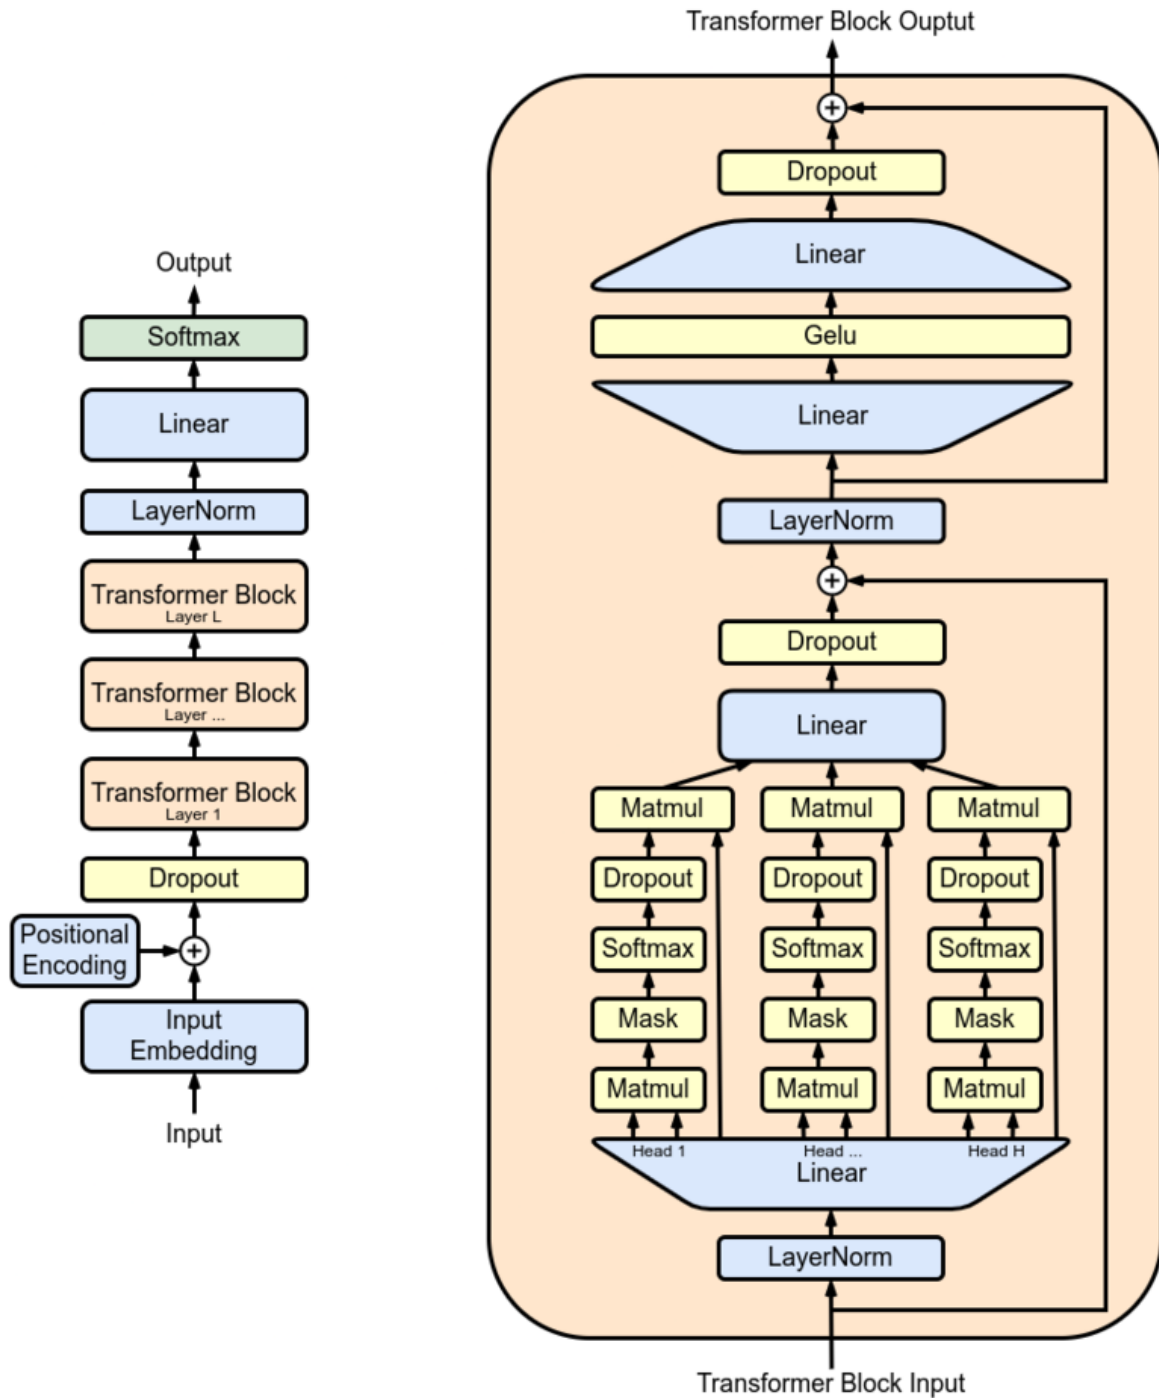 Output
Softmax
Linear
LayerNorm
Transformer Block
Layer L
Transformer Block
Layer ...
Transformer Block
Layer 1
Dropout
Positional
Encoding
+
Input
Embedding
Input
Transformer Block Ouptut
+
Dropout
Linear
Gelu
Linear
LayerNorm
+
Dropout
Linear
Matmul Matmul Matmul
Dropout Dropout Dropout
Softmax Softmax Softmax
Mask Mask Mask
Matmul Matmul Matmul
Head 1 Head ... Head H
Linear
LayerNorm
Transformer Block Input